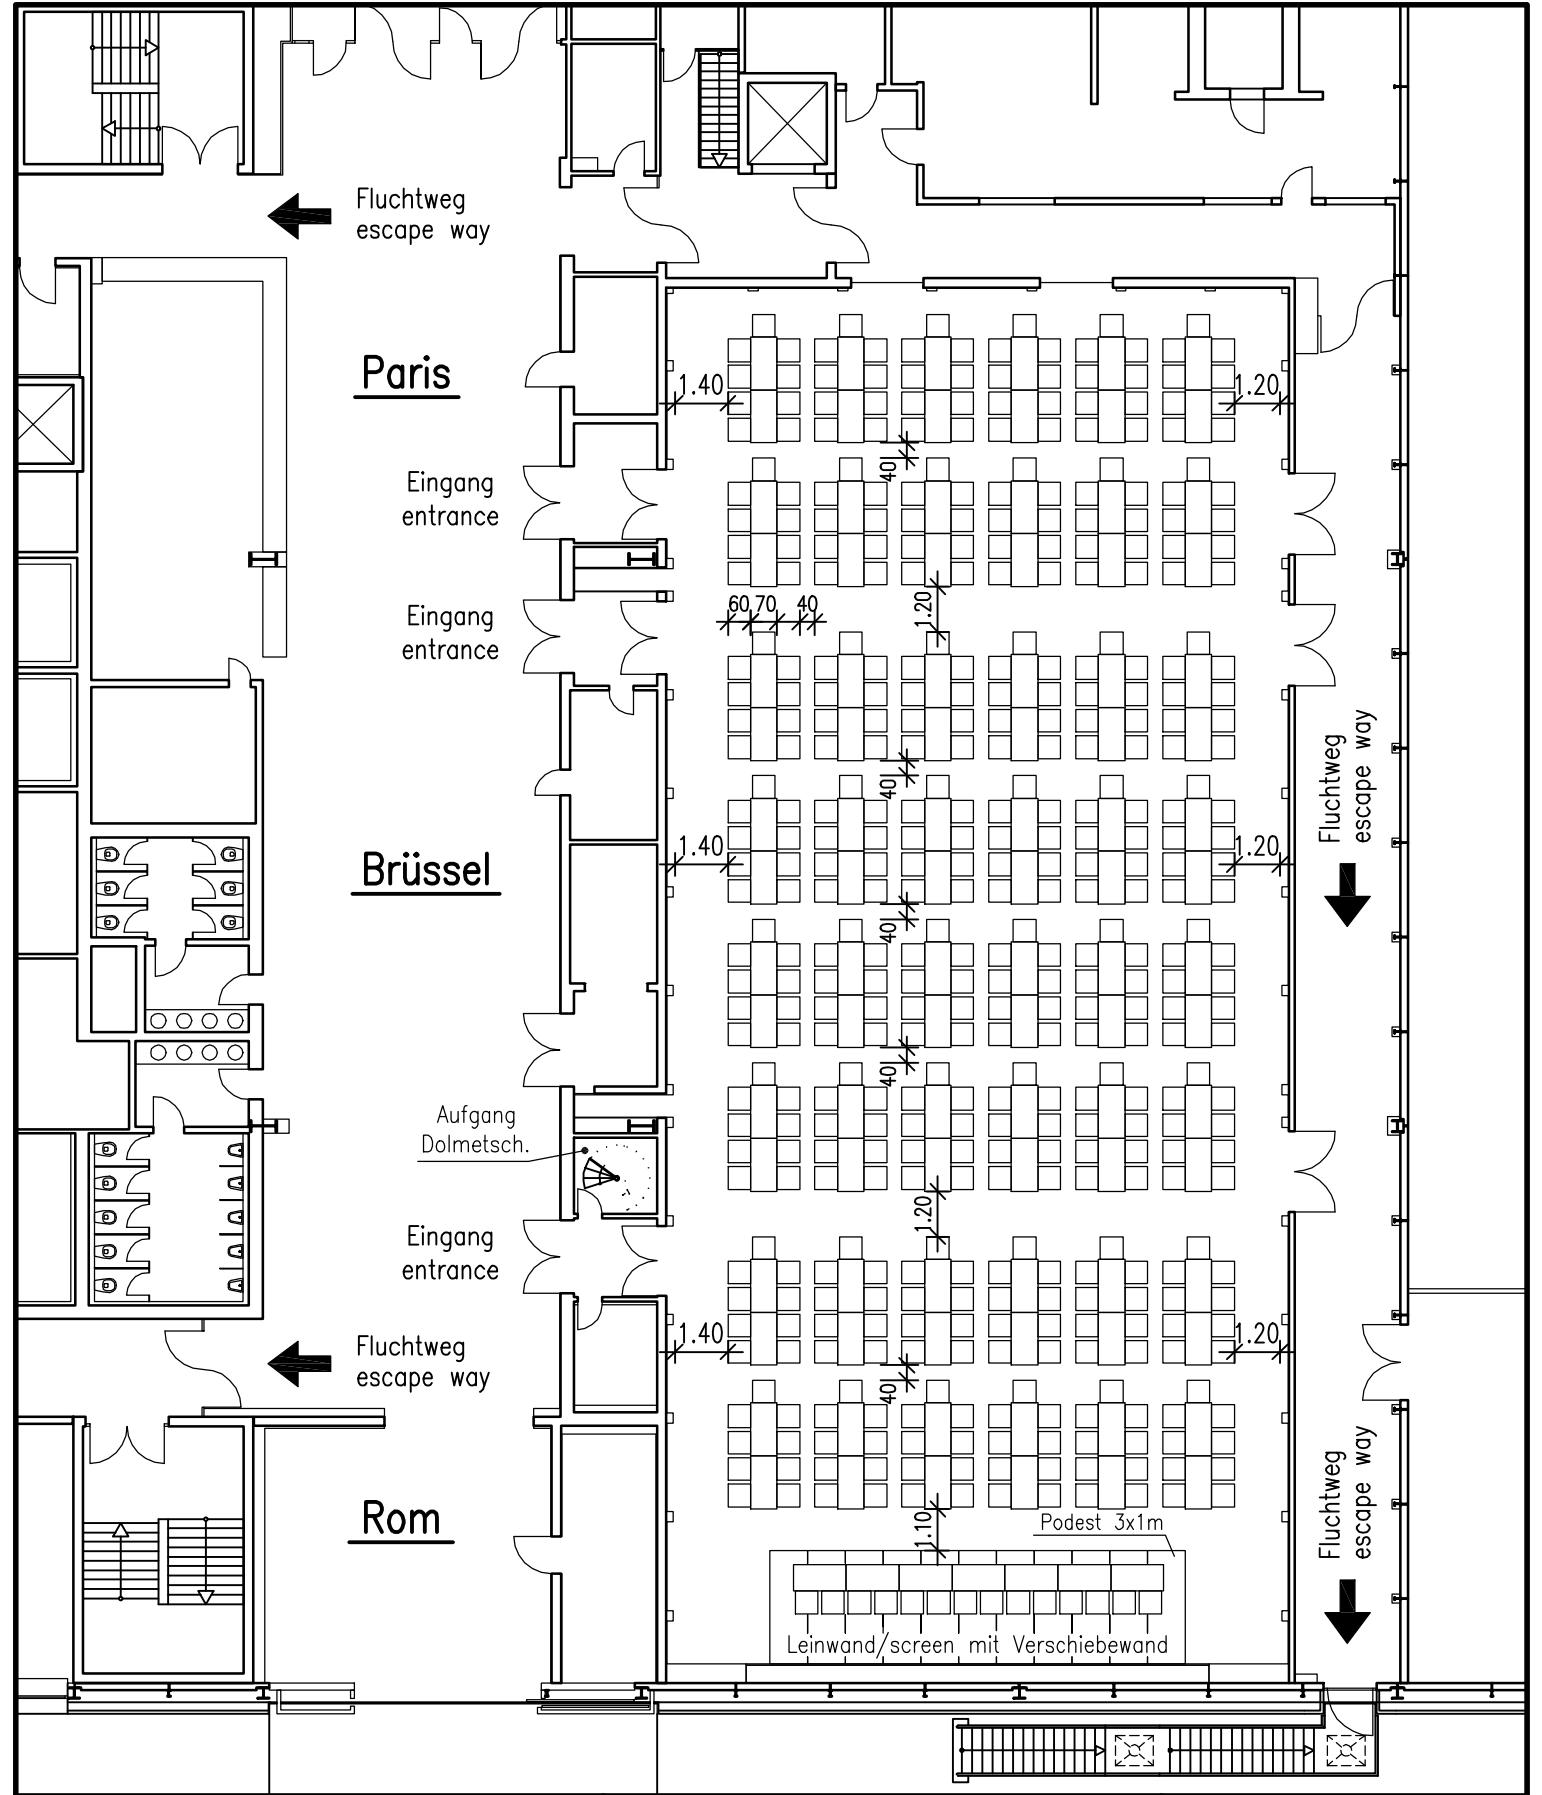 Fluchtweg
escape way
Paris
1.40
1.20
40
Eingang
entrance
Eingang
entrance
60 70 40
1.20
Fluchtweg
escape way
40
1.40
1.20
Brüssel
40
40
Aufgang
Dolmetsch.
1.20
Eingang
entrance
Fluchtweg
escape way
1.40
1.20
40
Fluchtweg
escape way
Rom
1.10
Podest 3x1m
Leinwand/screen mit Verschiebewand